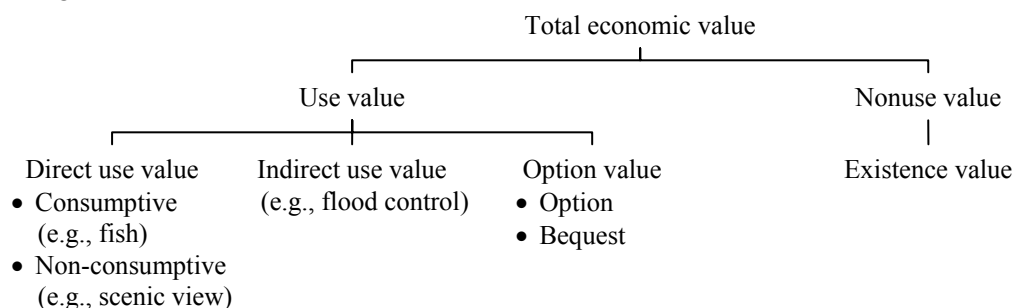 Total economic value
Use value Nonuse value
Direct use value Indirect use value Option value Existence value
• Consumptive (e.g., flood control) • Option
(e.g., fish) • Bequest
• Non-consumptive
(e.g., scenic view)